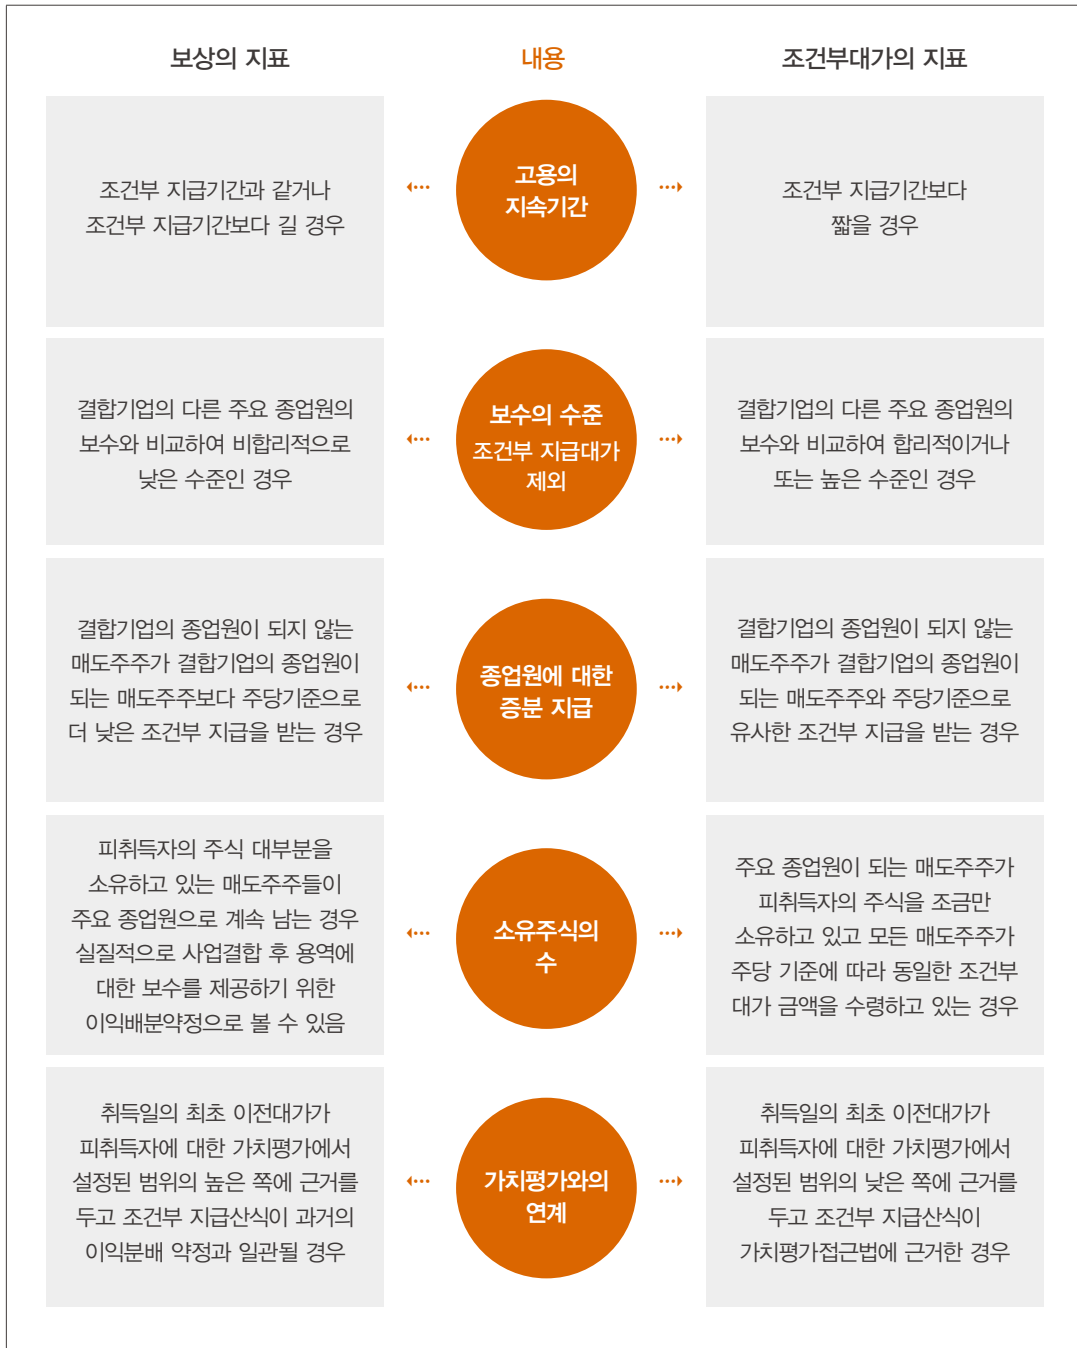 보상의 지표
내용
조건부대가의 지표
조건부 지급기간과 같거나
조건부 지급기간보다 길 경우
고용의
지속기간
조건부 지급기간보다
짧을 경우
결합기업의 다른 주요 종업원의
보수와 비교하여 비합리적으로
낮은 수준인 경우
보수의 수준
조건부 지급대가
제외
결합기업의 다른 주요 종업원의
보수와 비교하여 합리적이거나
또는 높은 수준인 경우
결합기업의 종업원이 되지 않는
매도주주가 결합기업의 종업원이
되는 매도주주보다 주당기준으로
더 낮은 조건부 지급을 받는 경우
종업원에 대한
증분 지급
결합기업의 종업원이 되지 않는
매도주주가 결합기업의 종업원이
되는 매도주주와 주당기준으로
유사한 조건부 지급을 받는 경우
피취득자의 주식 대부분을
소유하고 있는 매도주주들이
주요 종업원으로 계속 남는 경우
실질적으로 사업결합 후 용역에
대한 보수를 제공하기 위한
이익배분약정으로 볼 수 있음
소유주식의
수
주요 종업원이 되는 매도주주가
피취득자의 주식을 조금만
소유하고 있고 모든 매도주주가
주당 기준에 따라 동일한 조건부
대가 금액을 수령하고 있는 경우
취득일의 최초 이전대가가
피취득자에 대한 가치평가에서
설정된 범위의 높은 쪽에 근거를
두고 조건부 지급산식이 과거의
이익분배 약정과 일관될 경우
가치평가와의
연계
취득일의 최초 이전대가가
피취득자에 대한 가치평가에서
설정된 범위의 낮은 쪽에 근거를
두고 조건부 지급산식이
가치평가접근법에 근거한 경우